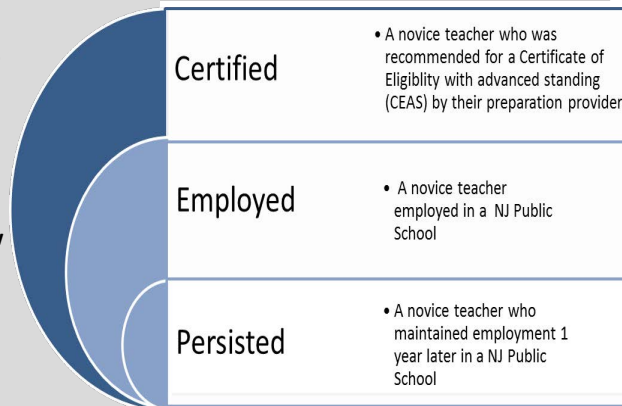 Certified
• A novice teacher who was
recommended for a Certificate of
Eligiblity with advanced standing
(CEAS) by their preparation provider
Employed
• A novice teacher
employed in a NJ Public
School
Persisted
• A novice teacher who
maintained employment 1
year later in a NJ Public
School